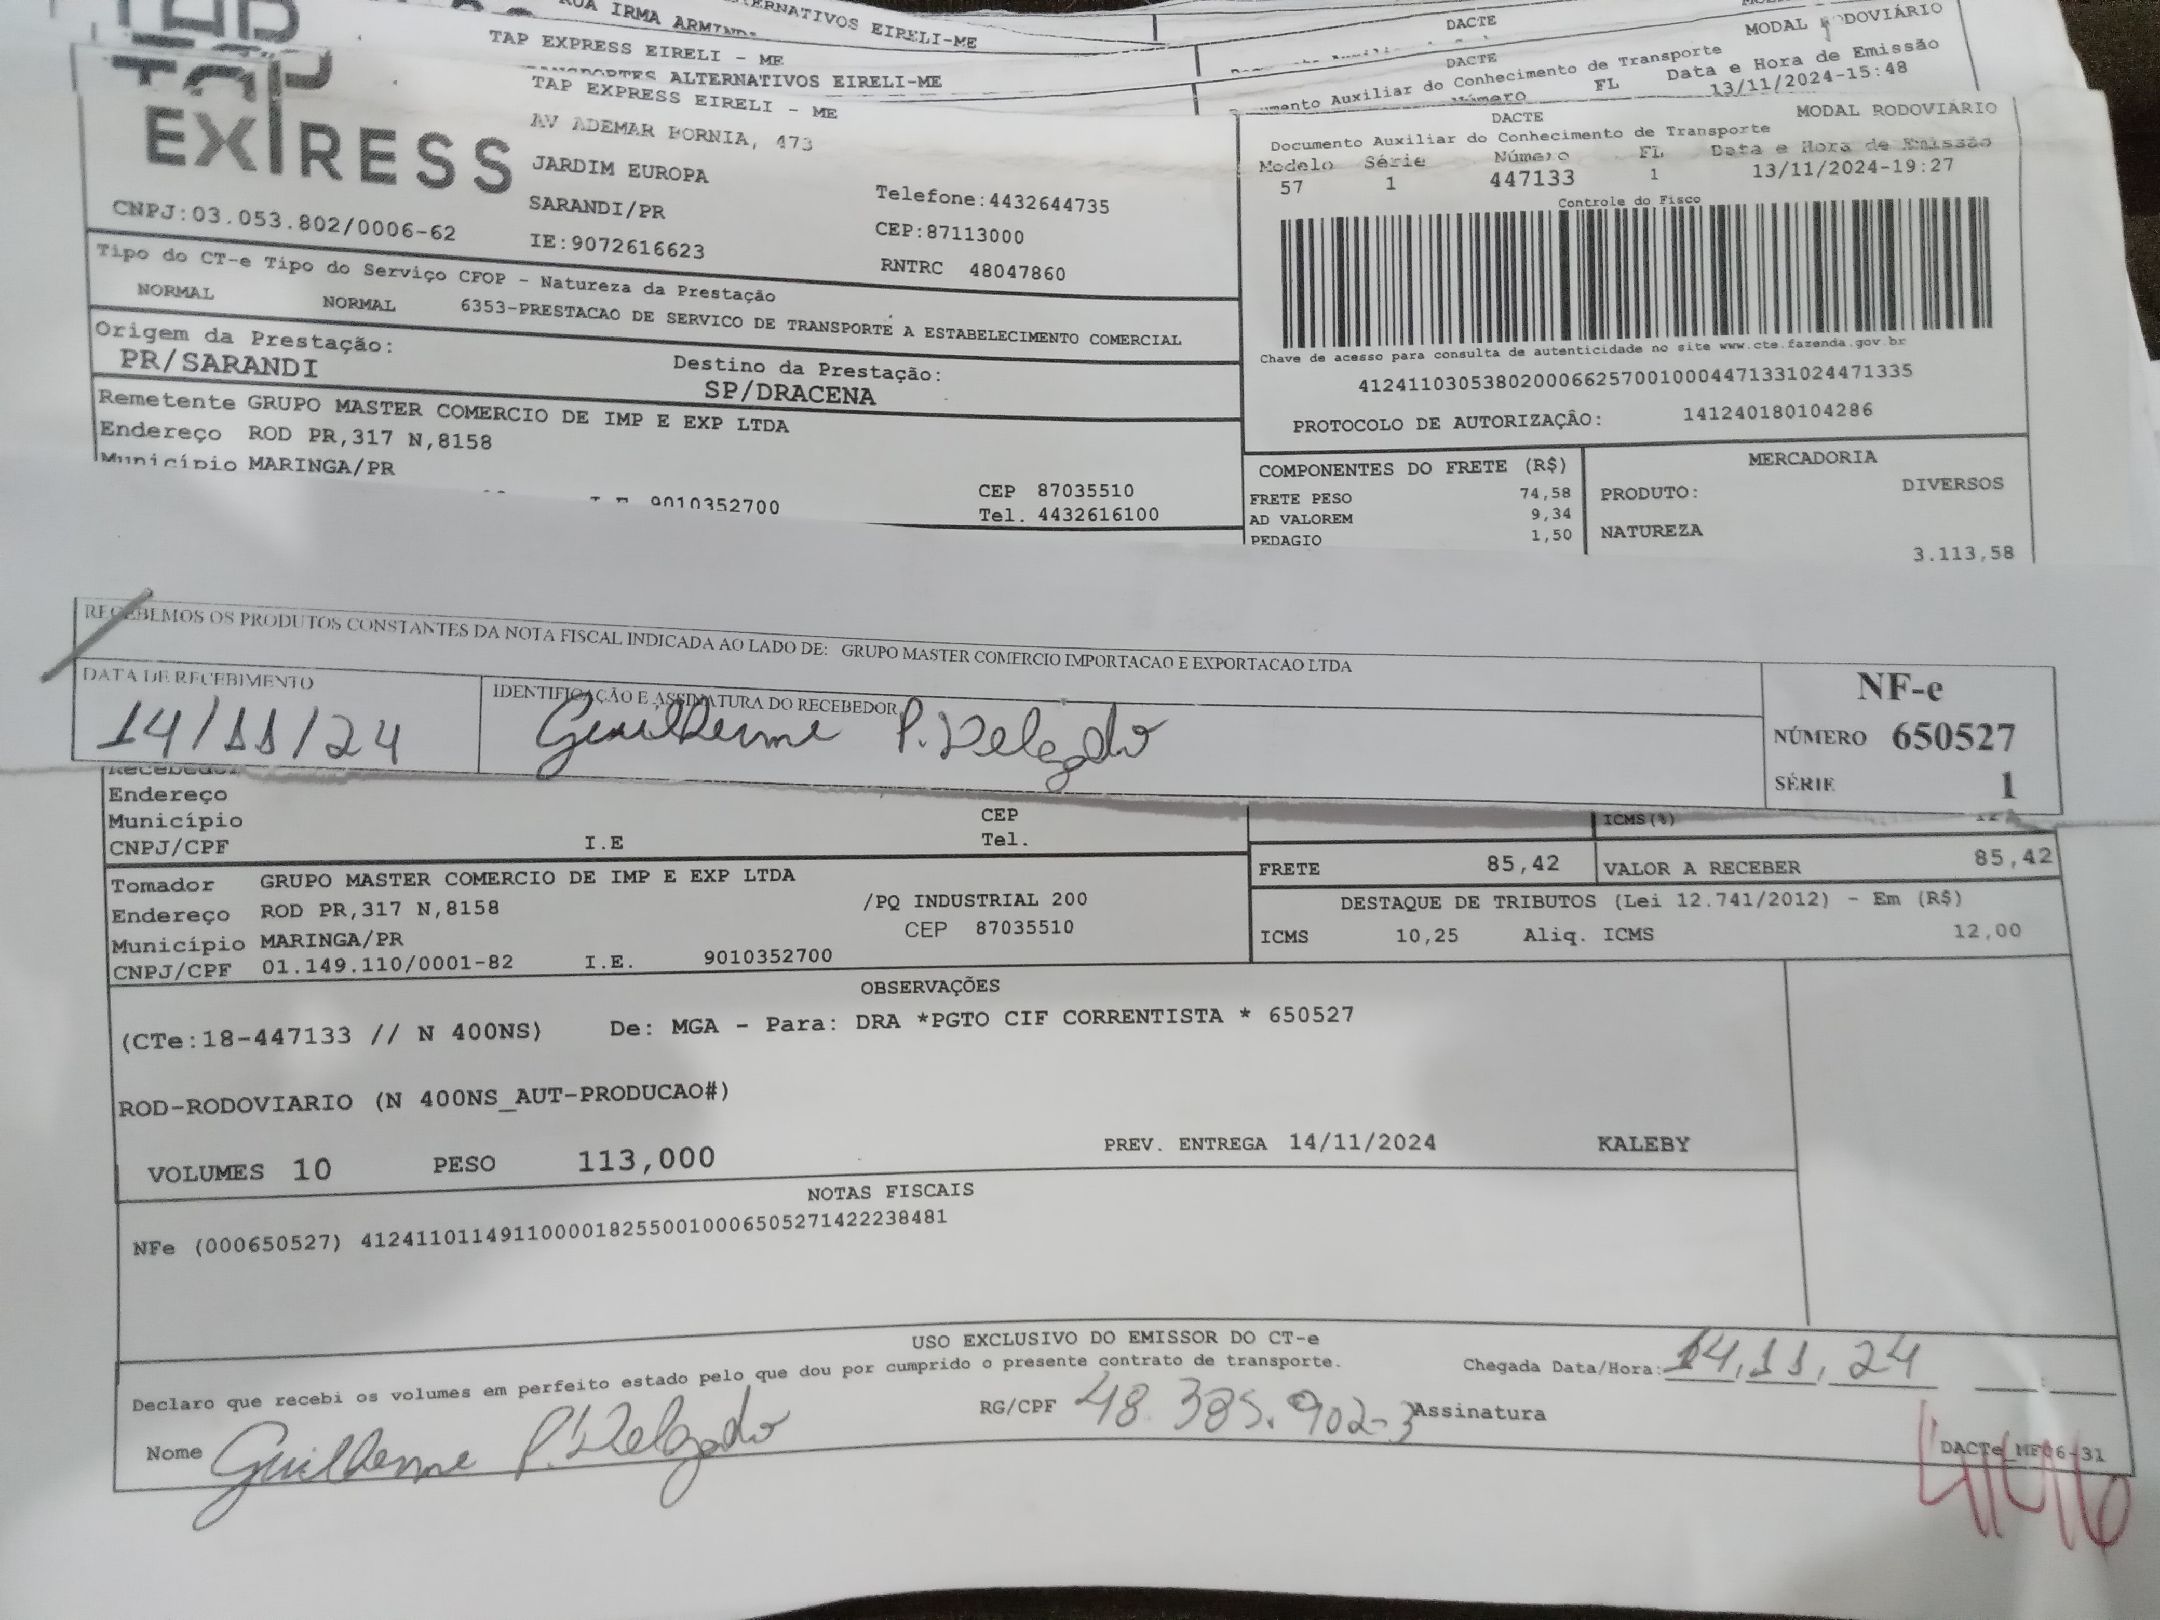 RUA IRMA
ERNATIVOS EIRELI-ME
TAP EXPRESS EIRELI - ME
ALTERNATIVOS EIRELI-ME
DACTE
MODAL RODOVIÁRIO
DACTE
Auxiliar do Conhecimento de Transporte
FL Data e Hora de Emissão
13/11/2024-15:48
TAP
EXPRESS
CNPJ:03.053.802/0006-62
TAP EXPRESS EIRELI - ME
AV ADEMAR BORNIA, 473
JARDIM EUROPA
SARANDI/PR
IE:9072616623
Telefone:4432644735
CEP:87113000
RNTRC 48047860
DACTE
MODAL RODOVIÁRIO
Documento Auxiliar do Conhecimento de Transporte
Modelo Série Número FL Data e Hora de Emissão
57 1 447133 1 13/11/2024-19:27
Controle do Fisco
Chave de acesso para consulta de autenticidade no site www.cte.fazenda.gov.br
41241103053802000662570010004471331024471335
PROTOCOLO DE AUTORIZAÇÃO: 141240180104286
Tipo do CT-e Tipo do Serviço CFOP - Natureza da Prestação
NORMAL NORMAL 6353-PRESTACAO DE SERVICO DE TRANSPORTE A ESTABELECIMENTO COMERCIAL
Origem da Prestação: Destino da Prestação:
PR/SARANDI SP/DRACENA
Remetente GRUPO MASTER COMERCIO DE IMP E EXP LTDA
Endereço ROD PR,317 N,8158
Município MARINGA/PR CEP 87035510
9010352700 Tel. 4432616100
COMPONENTES DO FRETE (R$)
FRETE PESO 74,58
AD VALOREM 9,34
PEDAGIO 1,50
MERCADORIA
PRODUTO: DIVERSOS
NATUREZA
3.113,58
RECEBEMOS OS PRODUTOS CONSTANTES DA NOTA FISCAL INDICADA AO LADO DE: GRUPO MASTER COMERCIO IMPORTACAO E EXPORTACAO LTDA
DATA DE RECEBIMENTO
14/11/24
IDENTIFICAÇÃO E ASSINATURA DO RECEBEDOR
Guilherme P. Delgado
NF-e
NÚMERO 650527
SÉRIE 1
Recebedor
Endereço
Município CEP
CNPJ/CPF I.E Tel.
ICMS(%)
FRETE 85,42 VALOR A RECEBER 85,42
DESTAQUE DE TRIBUTOS (Lei 12.741/2012) - Em (R$)
ICMS 10,25 Aliq. ICMS 12,00
Tomador GRUPO MASTER COMERCIO DE IMP E EXP LTDA
Endereço ROD PR,317 N,8158 /PQ INDUSTRIAL 200
Município MARINGA/PR CEP 87035510
CNPJ/CPF 01.149.110/0001-82 I.E. 9010352700
OBSERVAÇÕES
(CTe:18-447133 // N 400NS) De: MGA - Para: DRA *PGTO CIF CORRENTISTA * 650527
ROD-RODOVIARIO (N 400NS_AUT-PRODUCAO#)
VOLUMES 10 PESO 113,000 PREV. ENTREGA 14/11/2024 KALEBY
NOTAS FISCAIS
NFe (000650527) 41241101149110000182550010006505271422238481
USO EXCLUSIVO DO EMISSOR DO CT-e
Declaro que recebi os volumes em perfeito estado pelo que dou por cumprido o presente contrato de transporte.
Chegada Data/Hora: 14, 11, 24
Nome Guilherme P. Delgado RG/CPF 48.385.902-3 Assinatura
DACTe_MF06-31